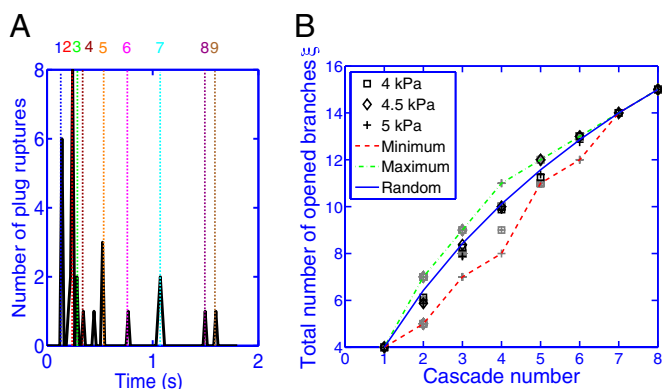 A
1 2 3 4 5 6 7 8 9
Number of plug ruptures
8
6
4
2
0
0 1 2
Time (s)
B
Total number of opened branches
16
14
12
10
8
6
4
4 kPa
4.5 kPa
5 kPa
Minimum
Maximum
Random
0 1 2 3 4 5 6 7 8
Cascade number